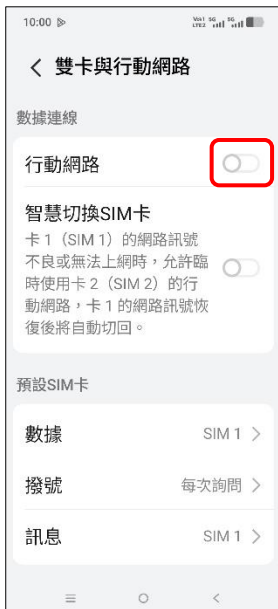 10:00
Vo1 5G 5G
LTE2
雙卡與行動網路
數據連線
行動網路
智慧切換SIM卡
卡 1（SIM 1）的網路訊號
不良或無法上網時，允許臨
時使用卡 2（SIM 2）的行
動網路，卡 1 的網路訊號恢
復後將自動切回。
預設SIM卡
數據 SIM 1
撥號 每次詢問
訊息 SIM 1